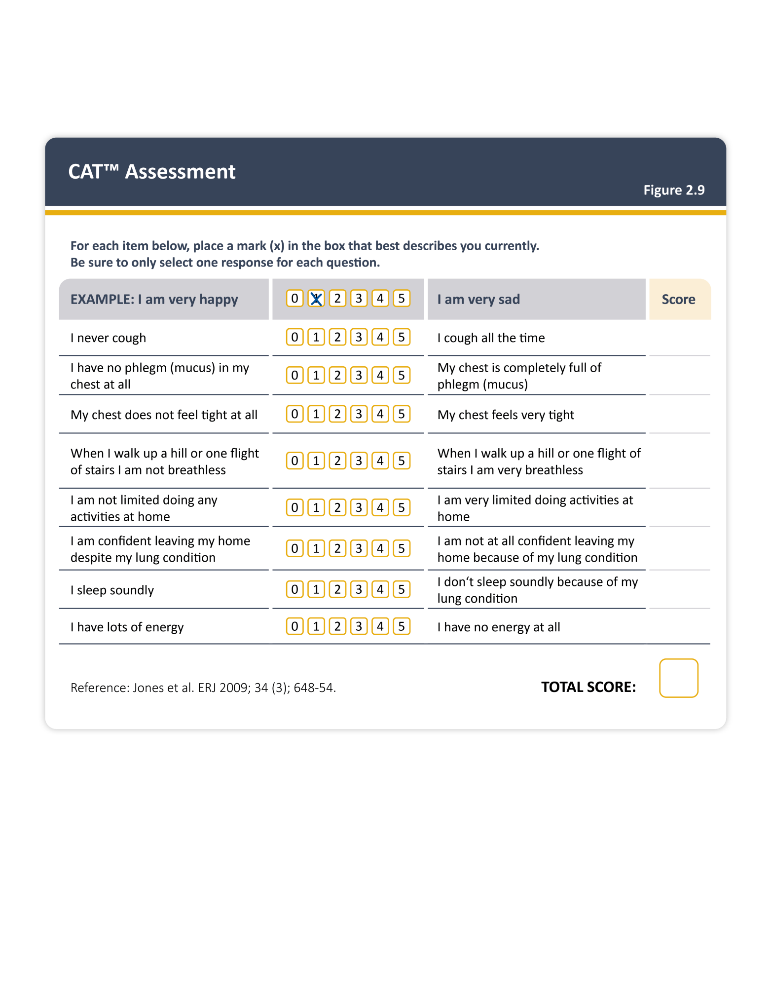 CAT™ Assessment
Figure 2.9
For each item below, place a mark (x) in the box that best describes you currently.
Be sure to only select one response for each question.
EXAMPLE: I am very happy 0 1 2 3 4 5 I am very sad Score
I never cough 0 1 2 3 4 5 I cough all the time
I have no phlegm (mucus) in my
chest at all
0 1 2 3 4 5
My chest is completely full of
phlegm (mucus)
My chest does not feel tight at all 0 1 2 3 4 5 My chest feels very tight
When I walk up a hill or one flight
of stairs I am not breathless
0 1 2 3 4 5
When I walk up a hill or one flight of
stairs I am very breathless
I am not limited doing any
activities at home
0 1 2 3 4 5
I am very limited doing activities at
home
I am confident leaving my home
despite my lung condition
0 1 2 3 4 5
I am not at all confident leaving my
home because of my lung condition
I sleep soundly 0 1 2 3 4 5
I don‘t sleep soundly because of my
lung condition
I have lots of energy 0 1 2 3 4 5 I have no energy at all
Reference: Jones et al. ERJ 2009; 34 (3); 648-54.
TOTAL SCORE: